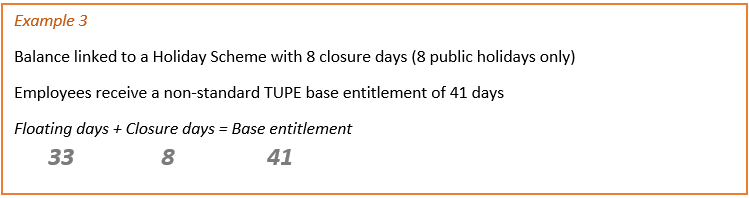 Example 3
Balance linked to a Holiday Scheme with 8 closure days (8 public holidays only)
Employees receive a non-standard TUPE base entitlement of 41 days
Floating days + Closure days = Base entitlement
33 8 41